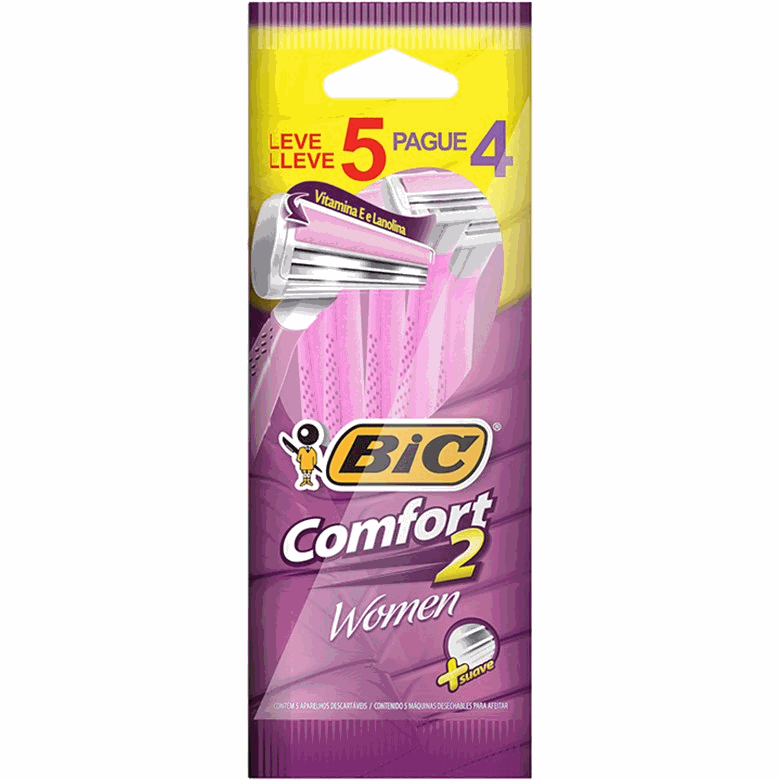 LEVE
LLEVE 5 PAGUE 4
Vitamina E e Lanolina
BiC®
Comfort
2
Women
+suave
CONTÉM 5 APARELHOS DESCARTÁVEIS / CONTENIDO 5 MÁQUINAS DESECHABLES PARA AFEITAR